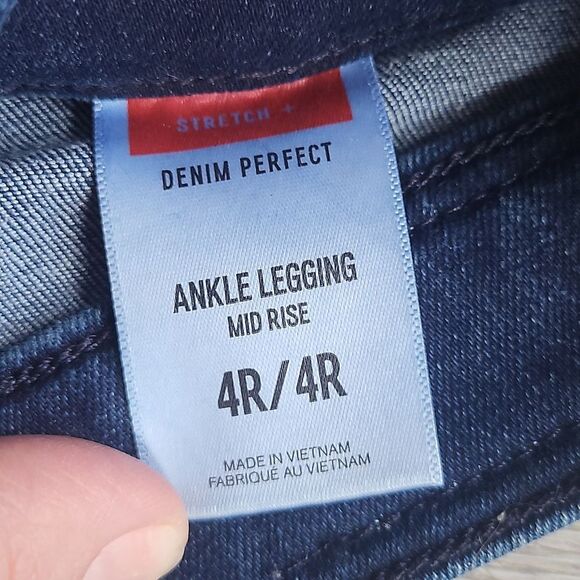 STRETCH +
DENIM PERFECT
ANKLE LEGGING
MID RISE
4R/4R
MADE IN VIETNAM
FABRIQUÉ AU VIETNAM